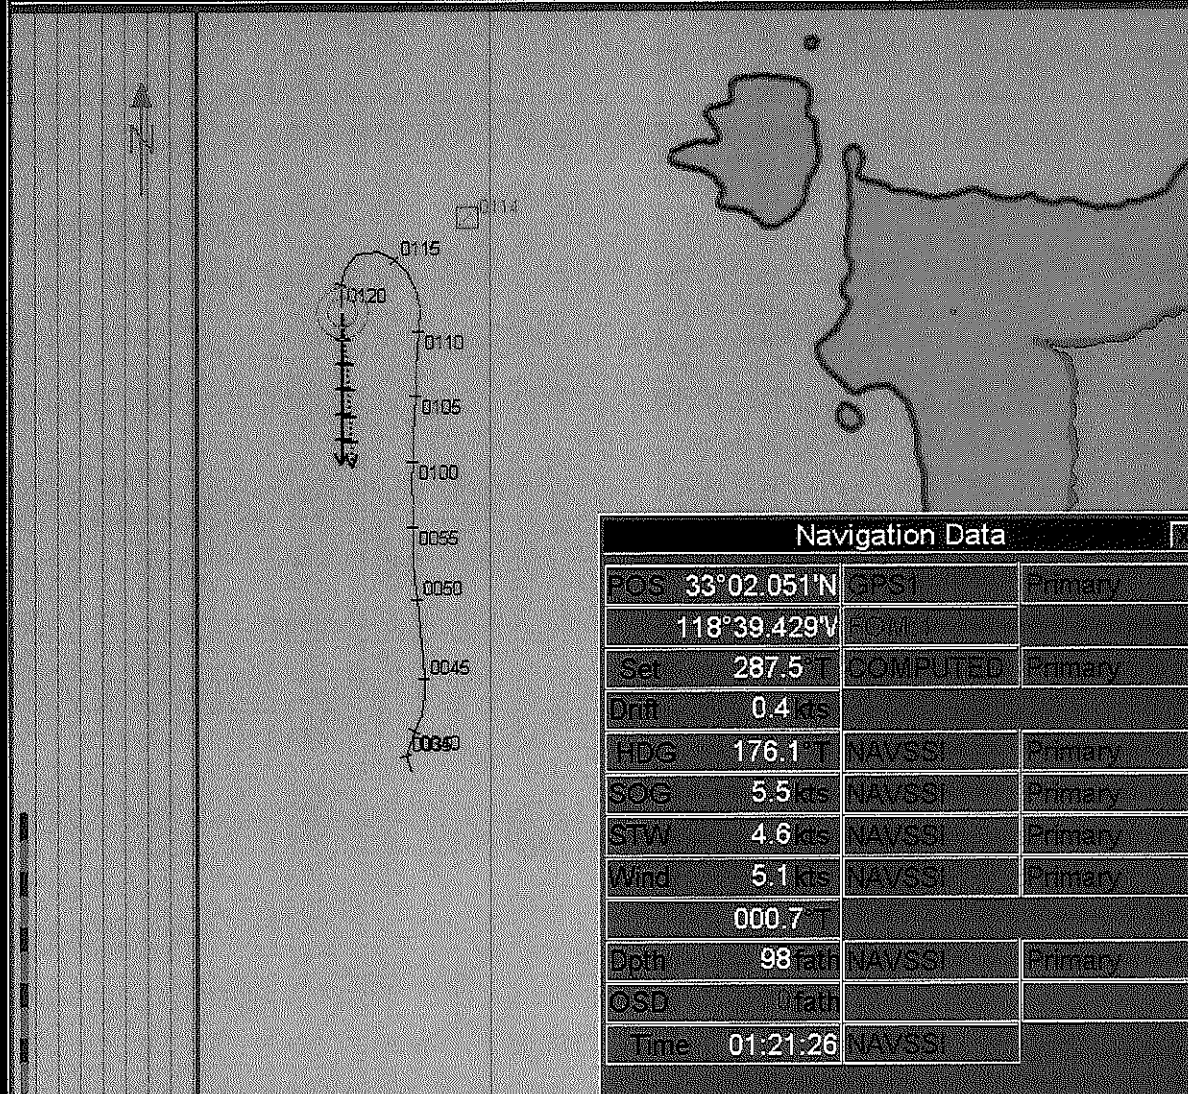 N
0114
0115
0120
0110
0105
0100
0055
0050
0045
Navigation Data
POS 33°02.051'N GPS1 Primary
118°39.429'W
Set 287.5°T COMPUTED Primary
Drift 0.4 kts
HDG 176.1°T NAVSSI Primary
SOG 5.5 kts NAVSSI Primary
STW 4.6 kts NAVSSI Primary
Wind 5.1 kts NAVSSI Primary
000.7°T
Dpth 98 fath NAVSSI Primary
OSD fath
Time 01:21:26 NAVSSI